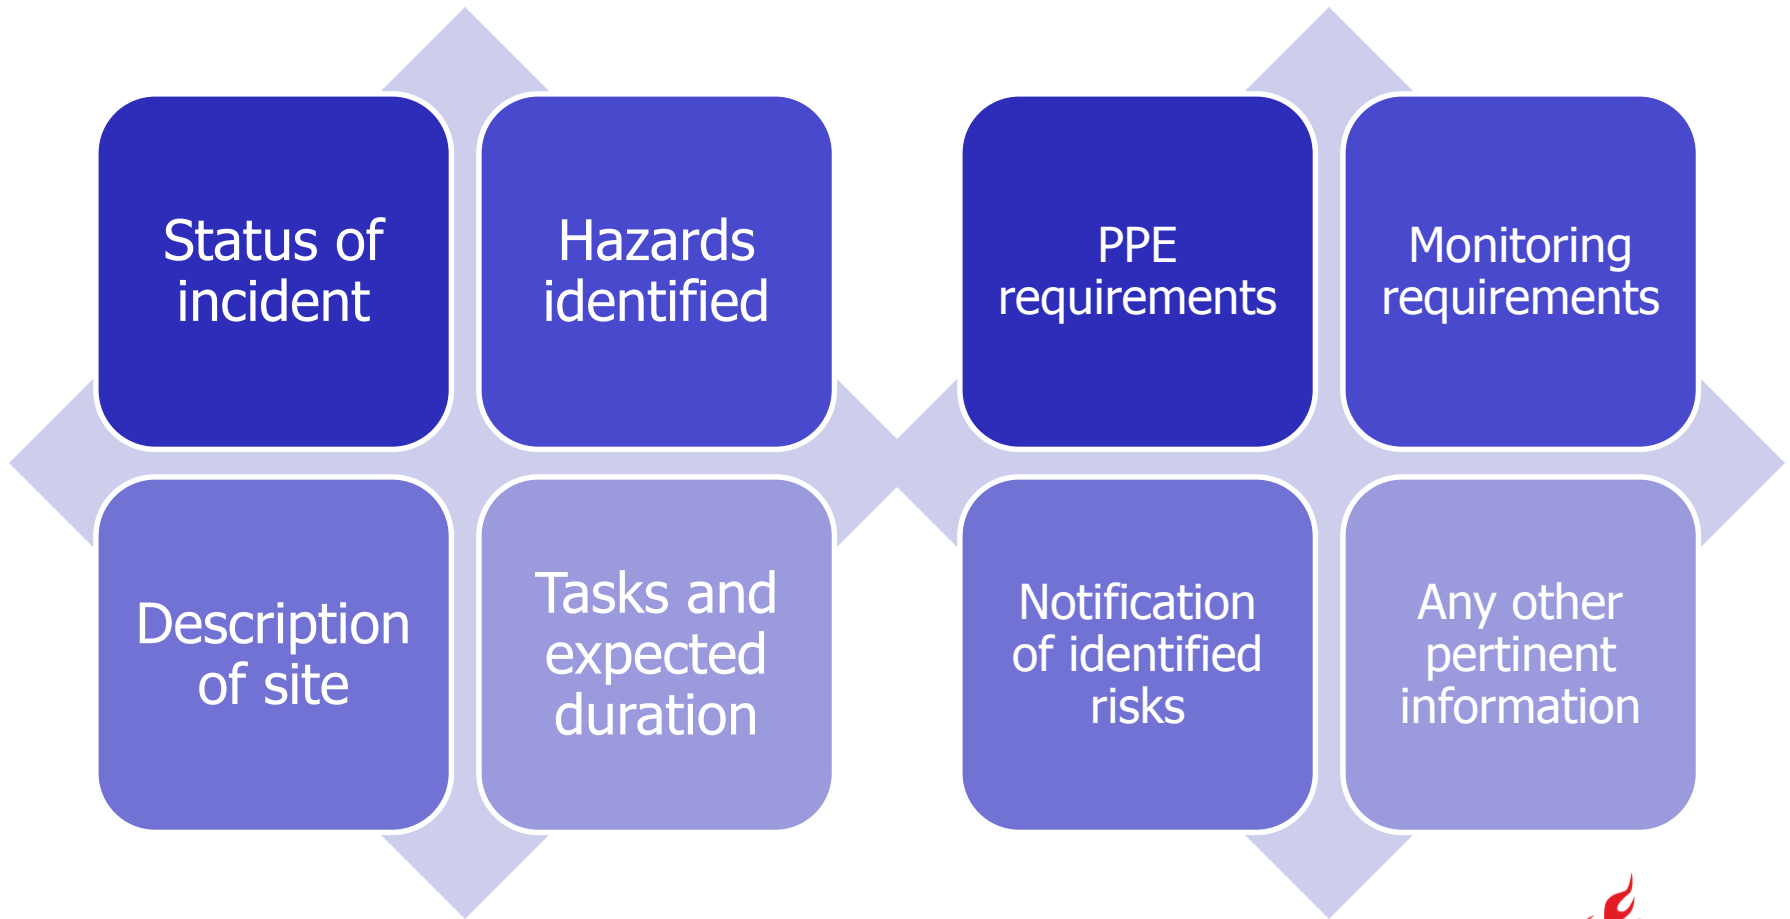 Status of
incident
Hazards
identified
Description
of site
Tasks and
expected
duration
PPE
requirements
Monitoring
requirements
Notification
of identified
risks
Any other
pertinent
information